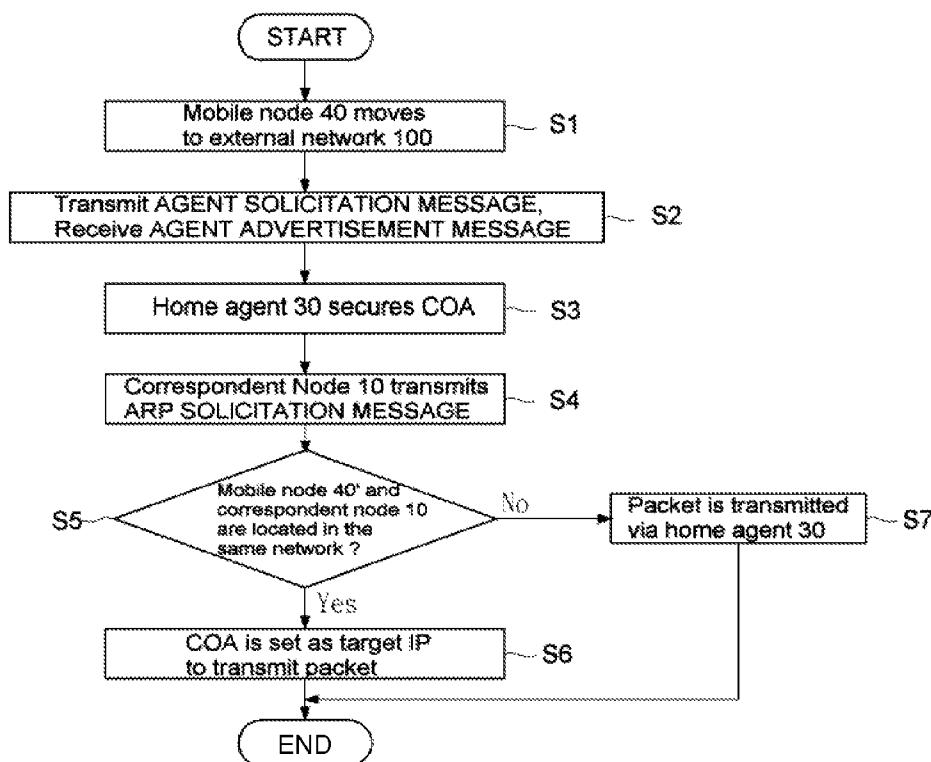 START
Mobile node 40 moves
to external network 100
S1
Transmit AGENT SOLICITATION MESSAGE,
Receive AGENT ADVERTISEMENT MESSAGE
S2
Home agent 30 secures COA
S3
Correspondent Node 10 transmits
ARP SOLICITATION MESSAGE
S4
Mobile node 40' and
correspondent node 10
are located in the
same network ?
S5
No
Packet is transmitted
via home agent 30
S7
Yes
COA is set as target IP
to transmit packet
S6
END